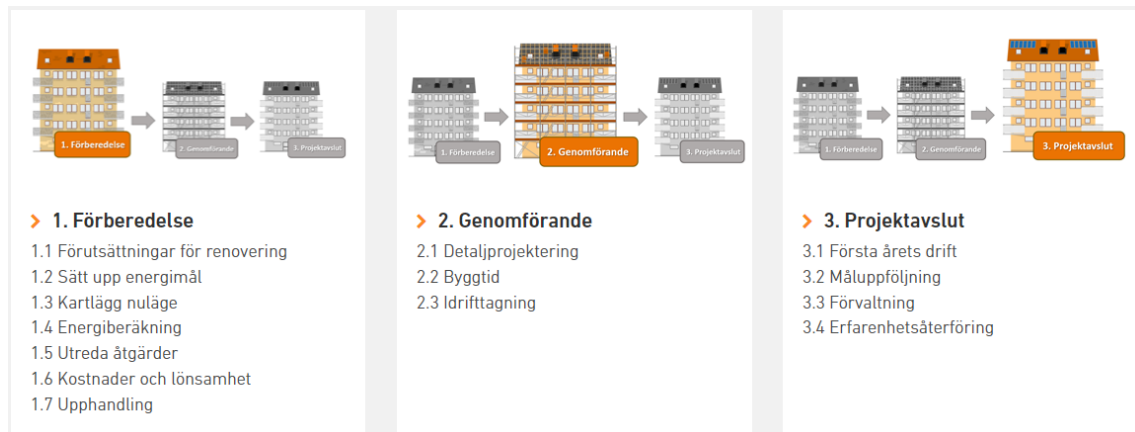 1. Förberedelse
2. Genomförande
3. Projektavslut
1. Förberedelse
1.1 Förutsättningar för renovering
1.2 Sätt upp energimål
1.3 Kartlägg nuläge
1.4 Energiberäkning
1.5 Utreda åtgärder
1.6 Kostnader och lönsamhet
1.7 Upphandling
1. Förberedelse
2. Genomförande
3. Projektavslut
2. Genomförande
2.1 Detaljprojektering
2.2 Byggtid
2.3 Idrifttagning
1. Förberedelse
2. Genomförande
3. Projektavslut
3. Projektavslut
3.1 Första årets drift
3.2 Måluppföljning
3.3 Förvaltning
3.4 Erfarenhetsåterföring